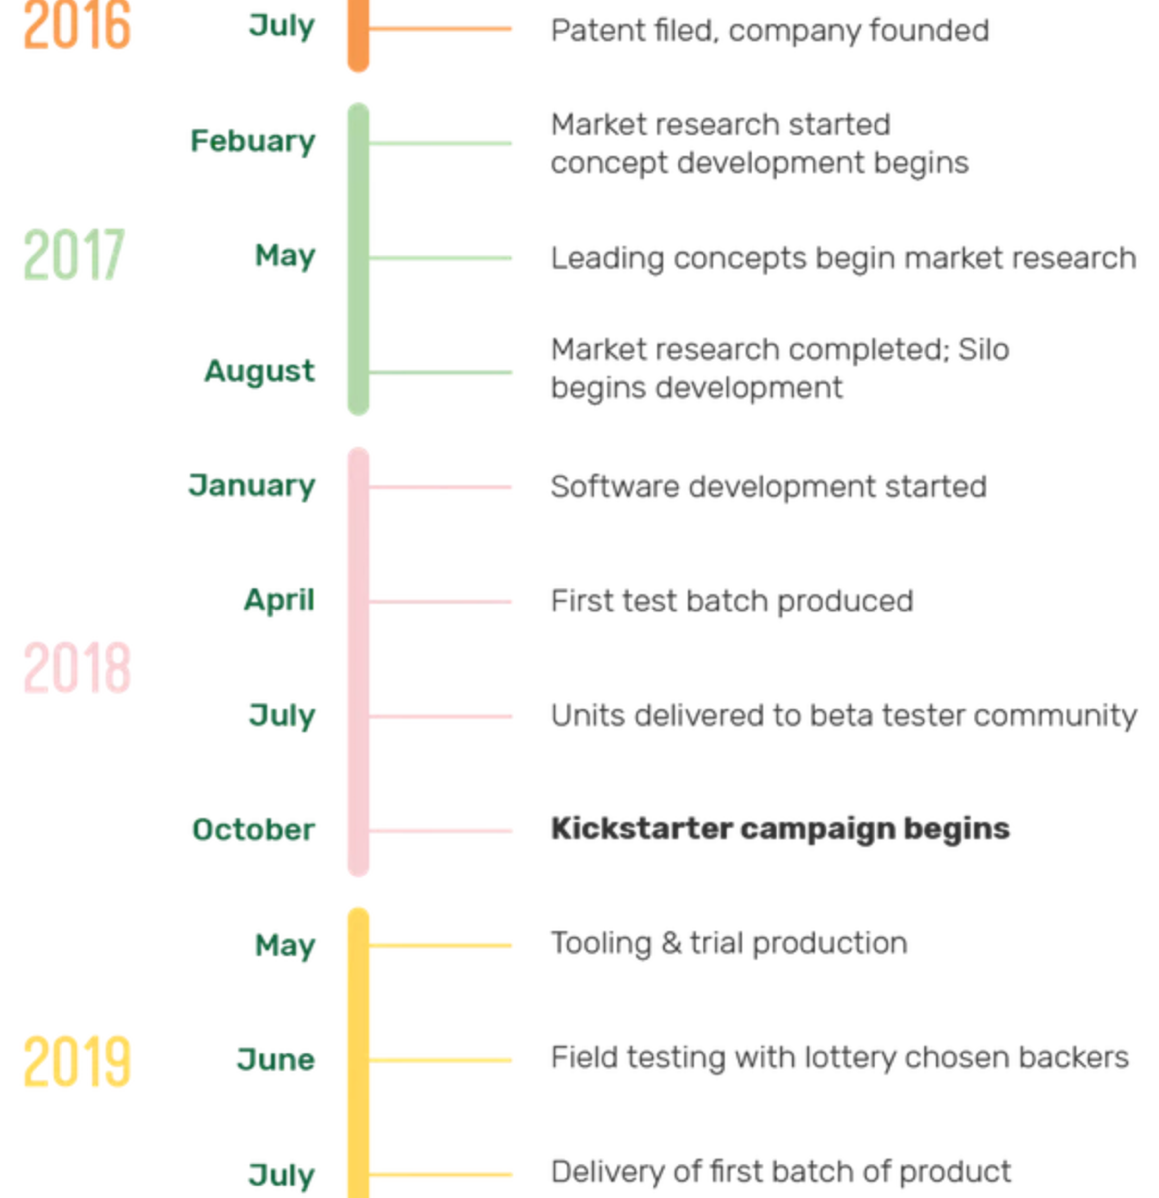 2016
July
Patent filed, company founded
Febuary
Market research started
concept development begins
2017
May
Leading concepts begin market research
August
Market research completed; Silo
begins development
January
Software development started
April
First test batch produced
2018
July
Units delivered to beta tester community
October
Kickstarter campaign begins
May
Tooling & trial production
2019
June
Field testing with lottery chosen backers
July
Delivery of first batch of product